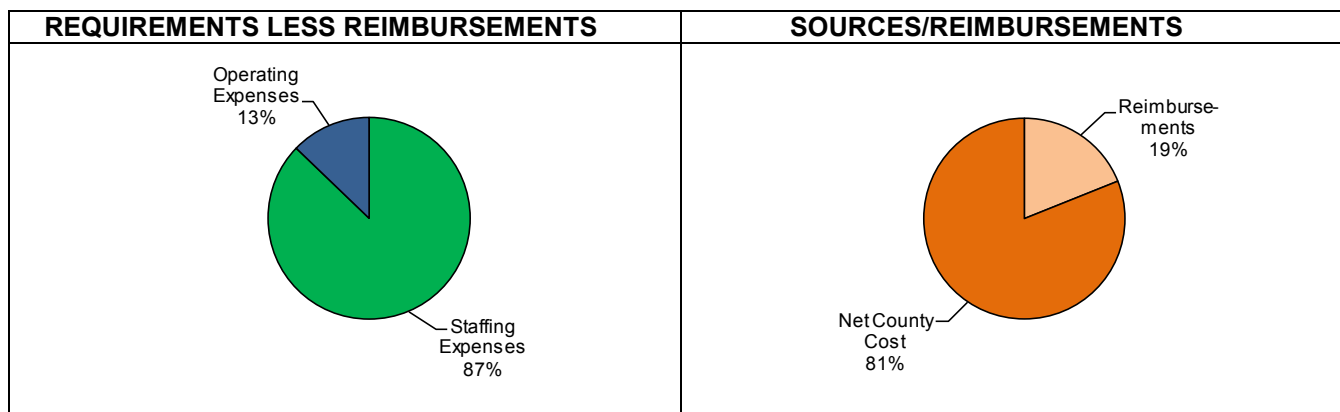 REQUIREMENTS LESS REIMBURSEMENTS
SOURCES/REIMBURSEMENTS
Operating
Expenses
13%
Staffing
Expenses
87%
Reimburse-
ments
19%
Net County
Cost
81%